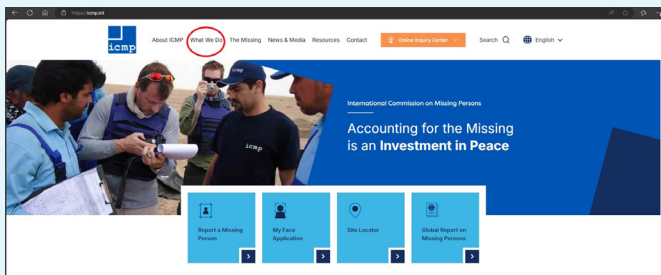 https://icmp.int
icmp
About ICMP What We Do The Missing News & Media Resources Contact Online Inquiry Center Search English
icmp
icmp
International Commission on Missing Persons
Accounting for the Missing
is an Investment in Peace
Report a Missing
Person
My Face
Application
Site Locator
Global Report on
Missing Persons